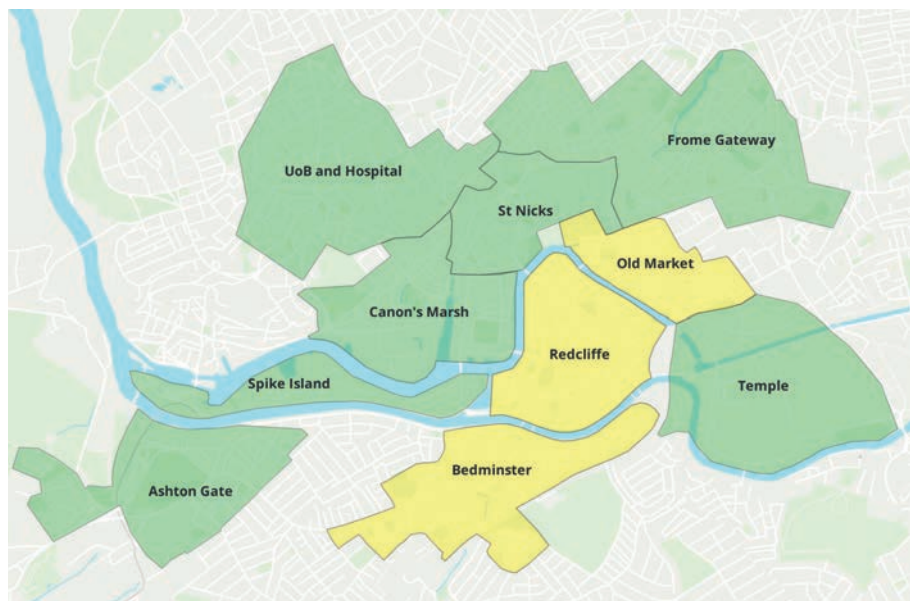 Frome Gateway
UoB and Hospital
St Nicks
Old Market
Canon's Marsh
Redcliffe
Spike Island
Temple
Bedminster
Ashton Gate